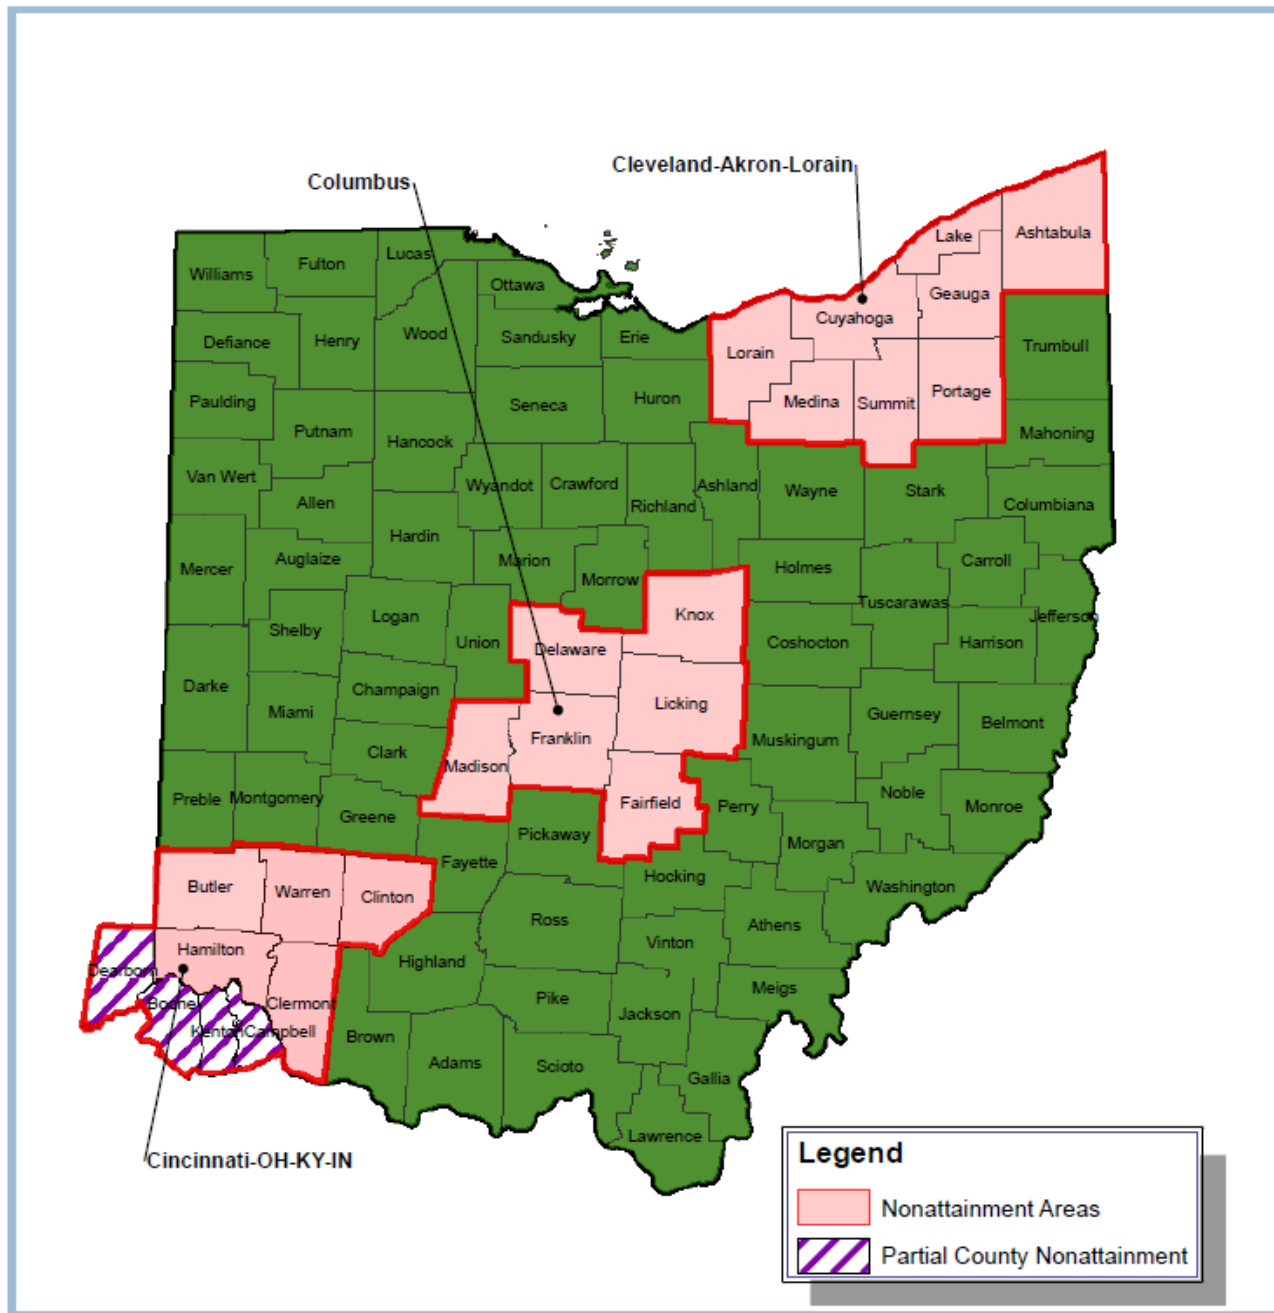 Cleveland-Akron-Lorain
Columbus
Lake
Ashtabula
Williams
Fulton
Lucas
Ottawa
Geauga
Cuyahoga
Defiance
Henry
Wood
Sandusky
Erie
Lorain
Trumbull
Paulding
Seneca
Huron
Medina
Summit
Portage
Putnam
Hancock
Mahoning
Van Wert
Allen
Wyandot
Crawford
Richland
Ashland
Wayne
Stark
Columbiana
Mercer
Auglaize
Hardin
Marion
Morrow
Holmes
Carroll
Tuscarawas
Jefferson
Shelby
Logan
Union
Delaware
Knox
Coshocton
Harrison
Darke
Miami
Champaign
Licking
Guernsey
Belmont
Clark
Franklin
Madison
Muskingum
Preble
Montgomery
Greene
Fairfield
Perry
Noble
Monroe
Pickaway
Morgan
Butler
Warren
Clinton
Fayette
Hocking
Washington
Ross
Athens
Hamilton
Highland
Vinton
Dearborn
Boone
Clermont
Pike
Jackson
Meigs
Kenton
Campbell
Brown
Adams
Scioto
Gallia
Lawrence
Cincinnati-OH-KY-IN
Legend
Nonattainment Areas
Partial County Nonattainment